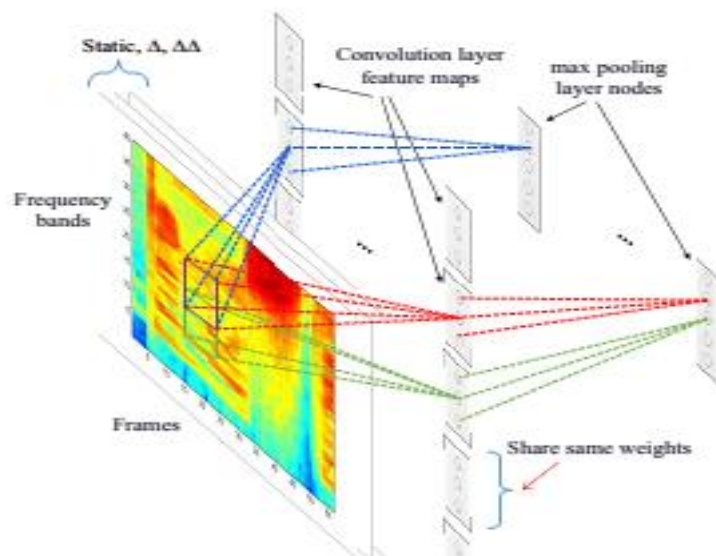 Static, Δ, ΔΔ
Convolution layer
feature maps
max pooling
layer nodes
Frequency
bands
...
...
Frames
Share same weights